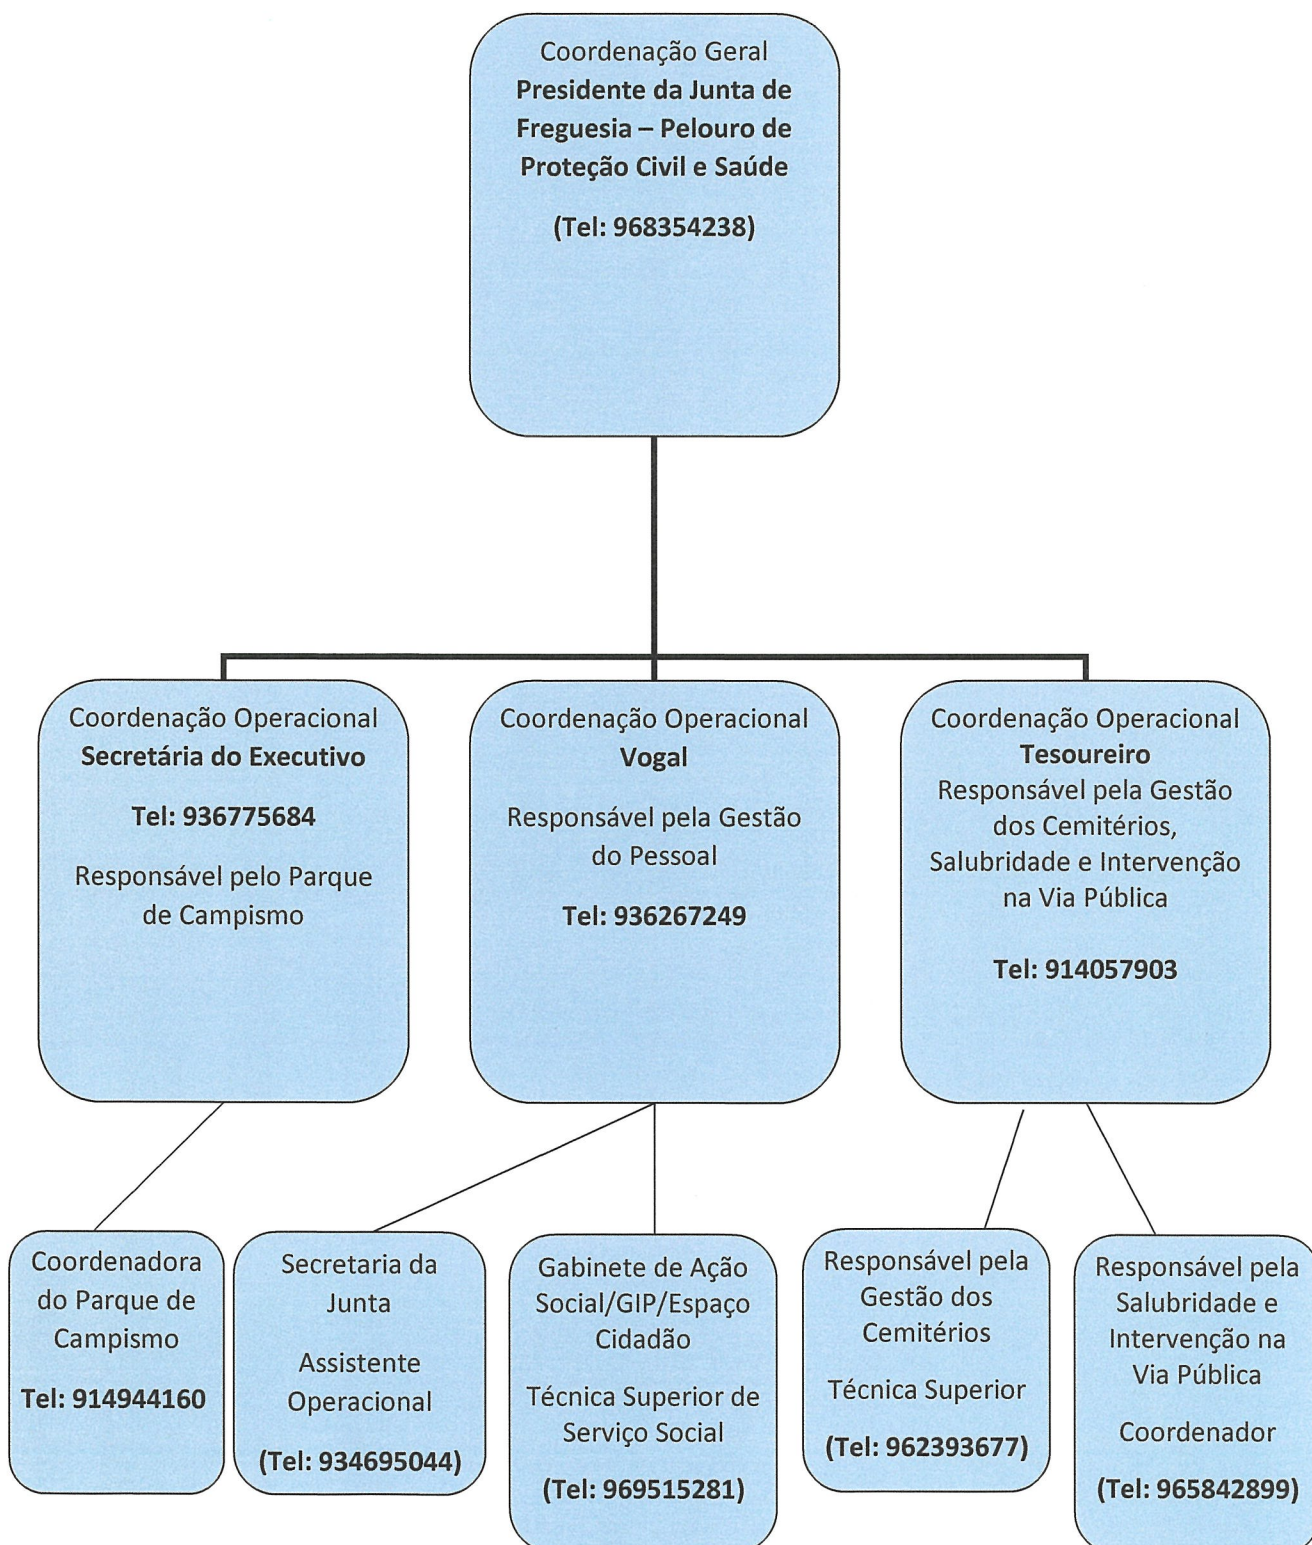 Coordenação Geral
Presidente da Junta de
Freguesia – Pelouro de
Proteção Civil e Saúde
(Tel: 968354238)
Coordenação Operacional
Secretária do Executivo
Tel: 936775684
Responsável pelo Parque
de Campismo
Coordenação Operacional
Vogal
Responsável pela Gestão
do Pessoal
Tel: 936267249
Coordenação Operacional
Tesoureiro
Responsável pela Gestão
dos Cemitérios,
Salubridade e Intervenção
na Via Pública
Tel: 914057903
Coordenadora
do Parque de
Campismo
Tel: 914944160
Secretaria da
Junta
Assistente
Operacional
(Tel: 934695044)
Gabinete de Ação
Social/GIP/Espaço
Cidadão
Técnica Superior de
Serviço Social
(Tel: 969515281)
Responsável pela
Gestão dos
Cemitérios
Técnica Superior
(Tel: 962393677)
Responsável pela
Salubridade e
Intervenção na
Via Pública
Coordenador
(Tel: 965842899)